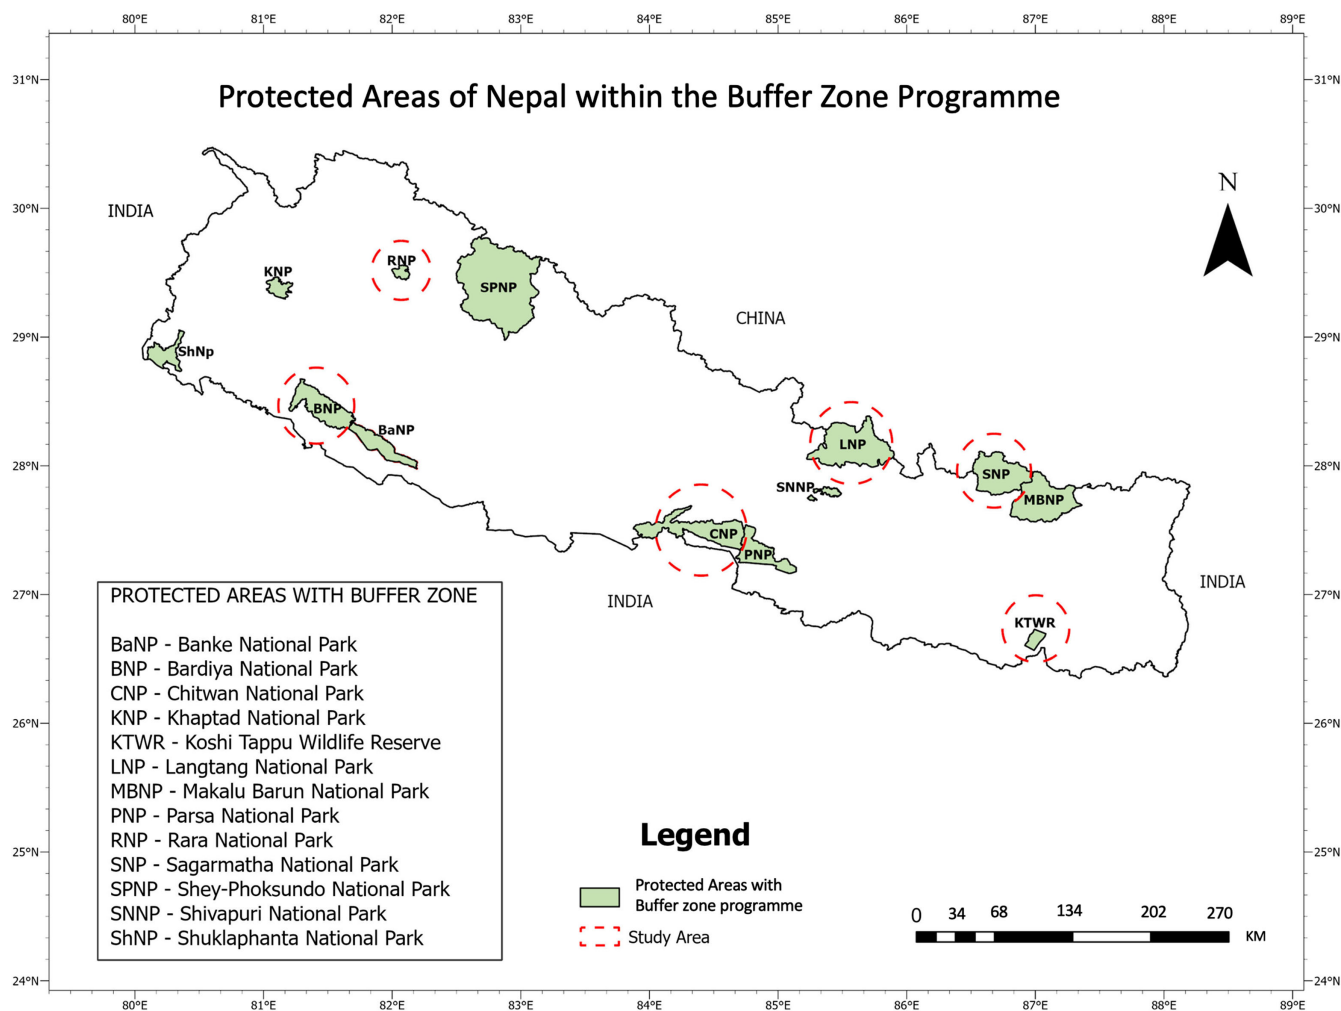 80°E 81°E 82°E 83°E 84°E 85°E 86°E 87°E 88°E 89°E
31°N 31°N
Protected Areas of Nepal within the Buffer Zone Programme
N
30°N 30°N
INDIA
RNP
KNP
SPNP
CHINA
29°N 29°N
ShNp
BNP
BaNP
LNP
28°N 28°N
SNP
SNNP
MBNP
CNP
PNP
INDIA
27°N 27°N
INDIA
KTWR
PROTECTED AREAS WITH BUFFER ZONE
BaNP - Banke National Park
BNP - Bardiya National Park
CNP - Chitwan National Park
KNP - Khaptad National Park
KTWR - Koshi Tappu Wildlife Reserve
LNP - Langtang National Park
MBNP - Makalu Barun National Park
PNP - Parsa National Park
RNP - Rara National Park
SNP - Sagarmatha National Park
SPNP - Shey-Phoksundo National Park
SNNP - Shivapuri National Park
ShNP - Shuklaphanta National Park
26°N 26°N
25°N 25°N
Legend
Protected Areas with
Buffer zone programme
Study Area
0 34 68 134 202 270
KM
24°N 24°N
80°E 81°E 82°E 83°E 84°E 85°E 86°E 87°E 88°E 89°E